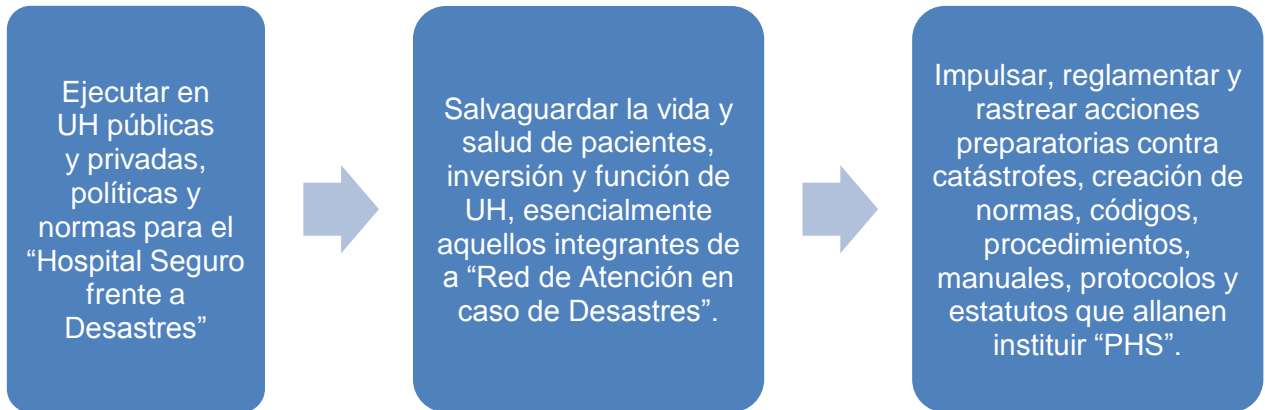 Ejecutar en
UH públicas
y privadas,
políticas y
normas para el
“Hospital Seguro
frente a
Desastres”
Salvaguardar la vida y
salud de pacientes,
inversión y función de
UH, esencialmente
aquellos integrantes de
a “Red de Atención en
caso de Desastres”.
Impulsar, reglamentar y
rastrear acciones
preparatorias contra
catástrofes, creación de
normas, códigos,
procedimientos,
manuales, protocolos y
estatutos que allanen
instituir “PHS”.